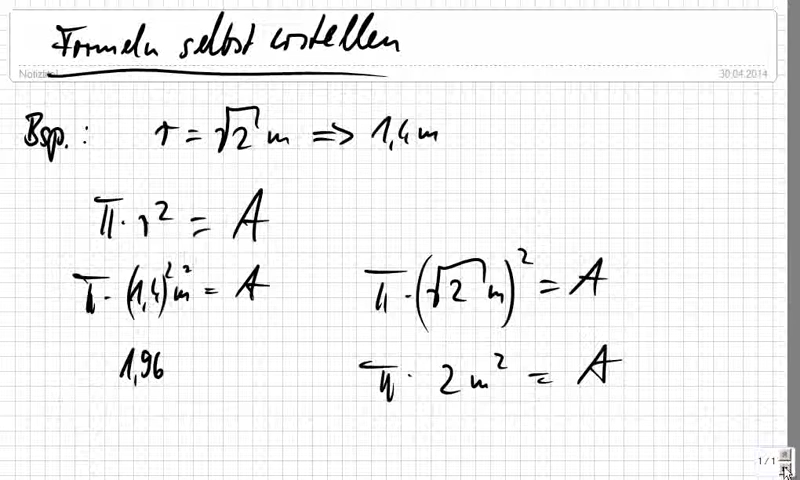 Formeln selbst erstellen
Notiztitel 30.04.2014
Bsp.: r = √2 m => 1,4 m
π · r² = A
π · (1,4)² m² = A
1,96
π · (√2 m)² = A
π · 2 m² = A
1 / 1